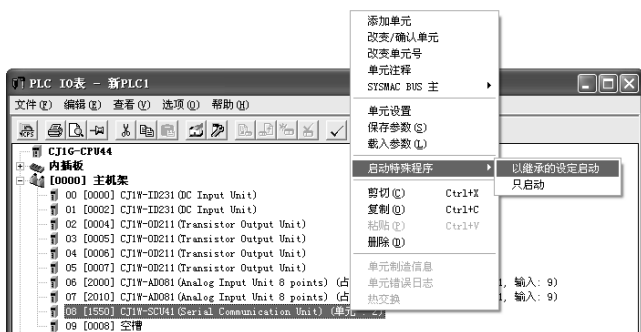 添加单元
改变/确认单元
改变单元号
单元注释
SYSMAC BUS 主
单元设置
保存参数(S)
载入参数(L)
启动特殊程序
以继承的设定启动
只启动
剪切(C) Ctrl+X
复制(O) Ctrl+C
粘贴(P) Ctrl+V
删除(D)
单元制造信息
单元错误日志
热交换
PLC IO表 - 新PLC1
文件(F) 编辑(E) 查看(V) 选项(O) 帮助(H)
CJ1G-CPU44
内插板
[0000] 主机架
00 [0000] CJ1W-ID231(DC Input Unit)
01 [0002] CJ1W-ID231(DC Input Unit)
02 [0004] CJ1W-OD211(Transistor Output Unit)
03 [0005] CJ1W-OD211(Transistor Output Unit)
04 [0006] CJ1W-OD211(Transistor Output Unit)
05 [0007] CJ1W-OD211(Transistor Output Unit)
06 [2000] CJ1W-AD081(Analog Input Unit 8 points) (占 1, 输入: 9)
07 [2010] CJ1W-AD081(Analog Input Unit 8 points) (占 1, 输入: 9)
08 [1550] CJ1W-SCU41(Serial Communication Unit) (单元 : 2)
09 [0008] 空槽